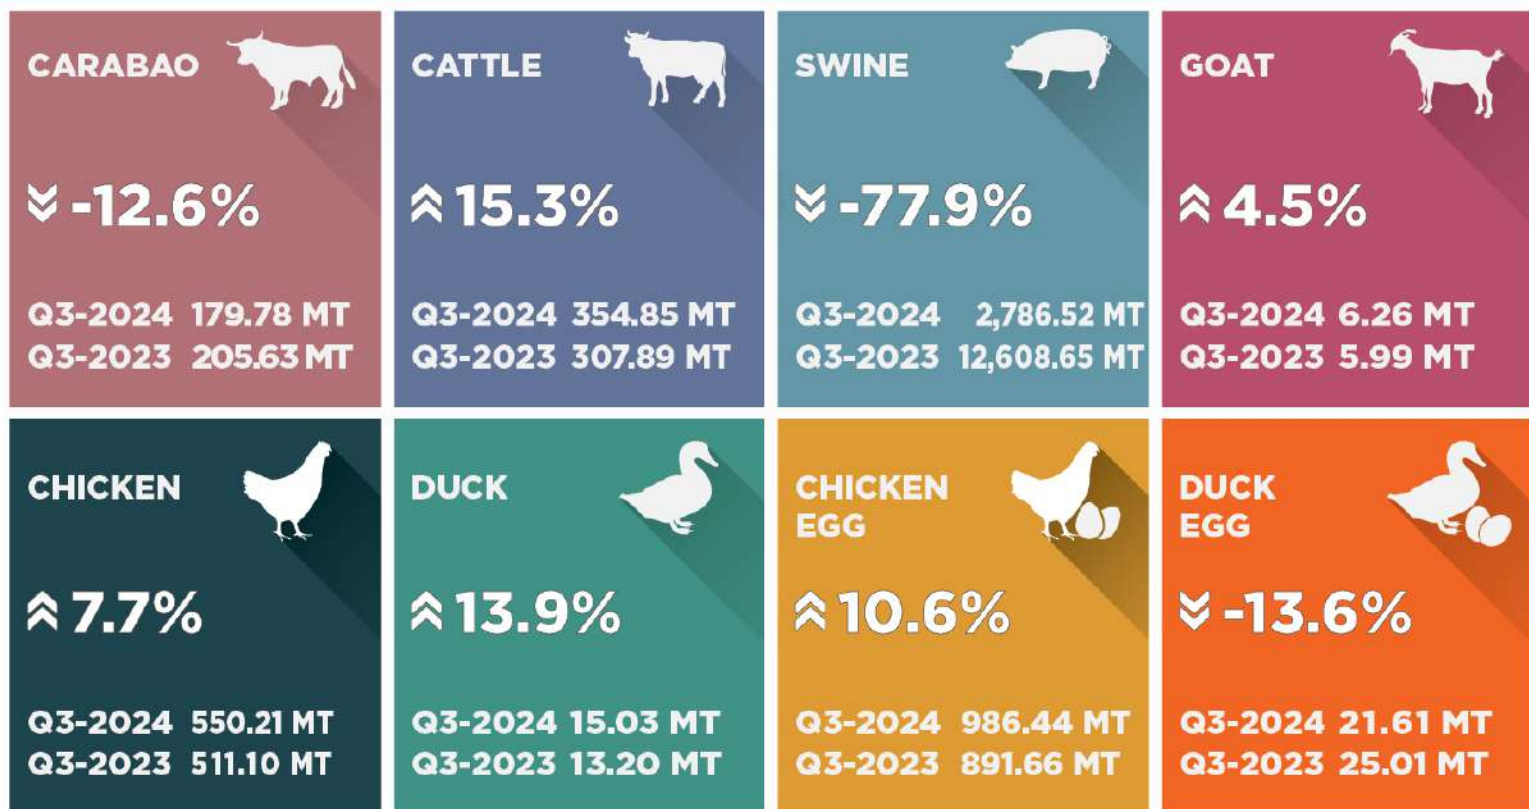 CARABAO
-12.6%
Q3-2024 179.78 MT
Q3-2023 205.63 MT
CATTLE
15.3%
Q3-2024 354.85 MT
Q3-2023 307.89 MT
SWINE
-77.9%
Q3-2024 2,786.52 MT
Q3-2023 12,608.65 MT
GOAT
4.5%
Q3-2024 6.26 MT
Q3-2023 5.99 MT
CHICKEN
7.7%
Q3-2024 550.21 MT
Q3-2023 511.10 MT
DUCK
13.9%
Q3-2024 15.03 MT
Q3-2023 13.20 MT
CHICKEN
EGG
10.6%
Q3-2024 986.44 MT
Q3-2023 891.66 MT
DUCK
EGG
-13.6%
Q3-2024 21.61 MT
Q3-2023 25.01 MT